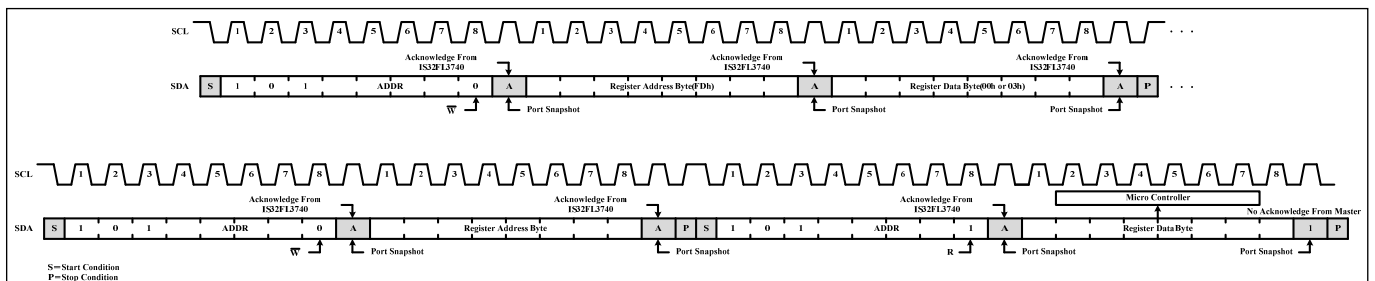 SCL 1 2 3 4 5 6 7 8 1 2 3 4 5 6 7 8 1 2 3 4 5 6 7 8 . . .
Acknowledge From
IS32FL3740
Acknowledge From
IS32FL3740
Acknowledge From
IS32FL3740
SDA S 1 0 1 ADDR 0 A Register Address Byte(FDh) A Register Data Byte(00h or 03h) A P . . .
W̅ Port Snapshot Port Snapshot Port Snapshot
SCL 1 2 3 4 5 6 7 8 1 2 3 4 5 6 7 8 1 2 3 4 5 6 7 8 1 2 3 4 5 6 7 8
Acknowledge From
IS32FL3740
Acknowledge From
IS32FL3740
Acknowledge From
IS32FL3740
Micro Controller
No Acknowledge From Master
SDA S 1 0 1 ADDR 0 A Register Address Byte A P S 1 0 1 ADDR 1 A Register Data Byte 1 P
W̅ Port Snapshot Port Snapshot R Port Snapshot Port Snapshot
S=Start Condition
P=Stop Condition